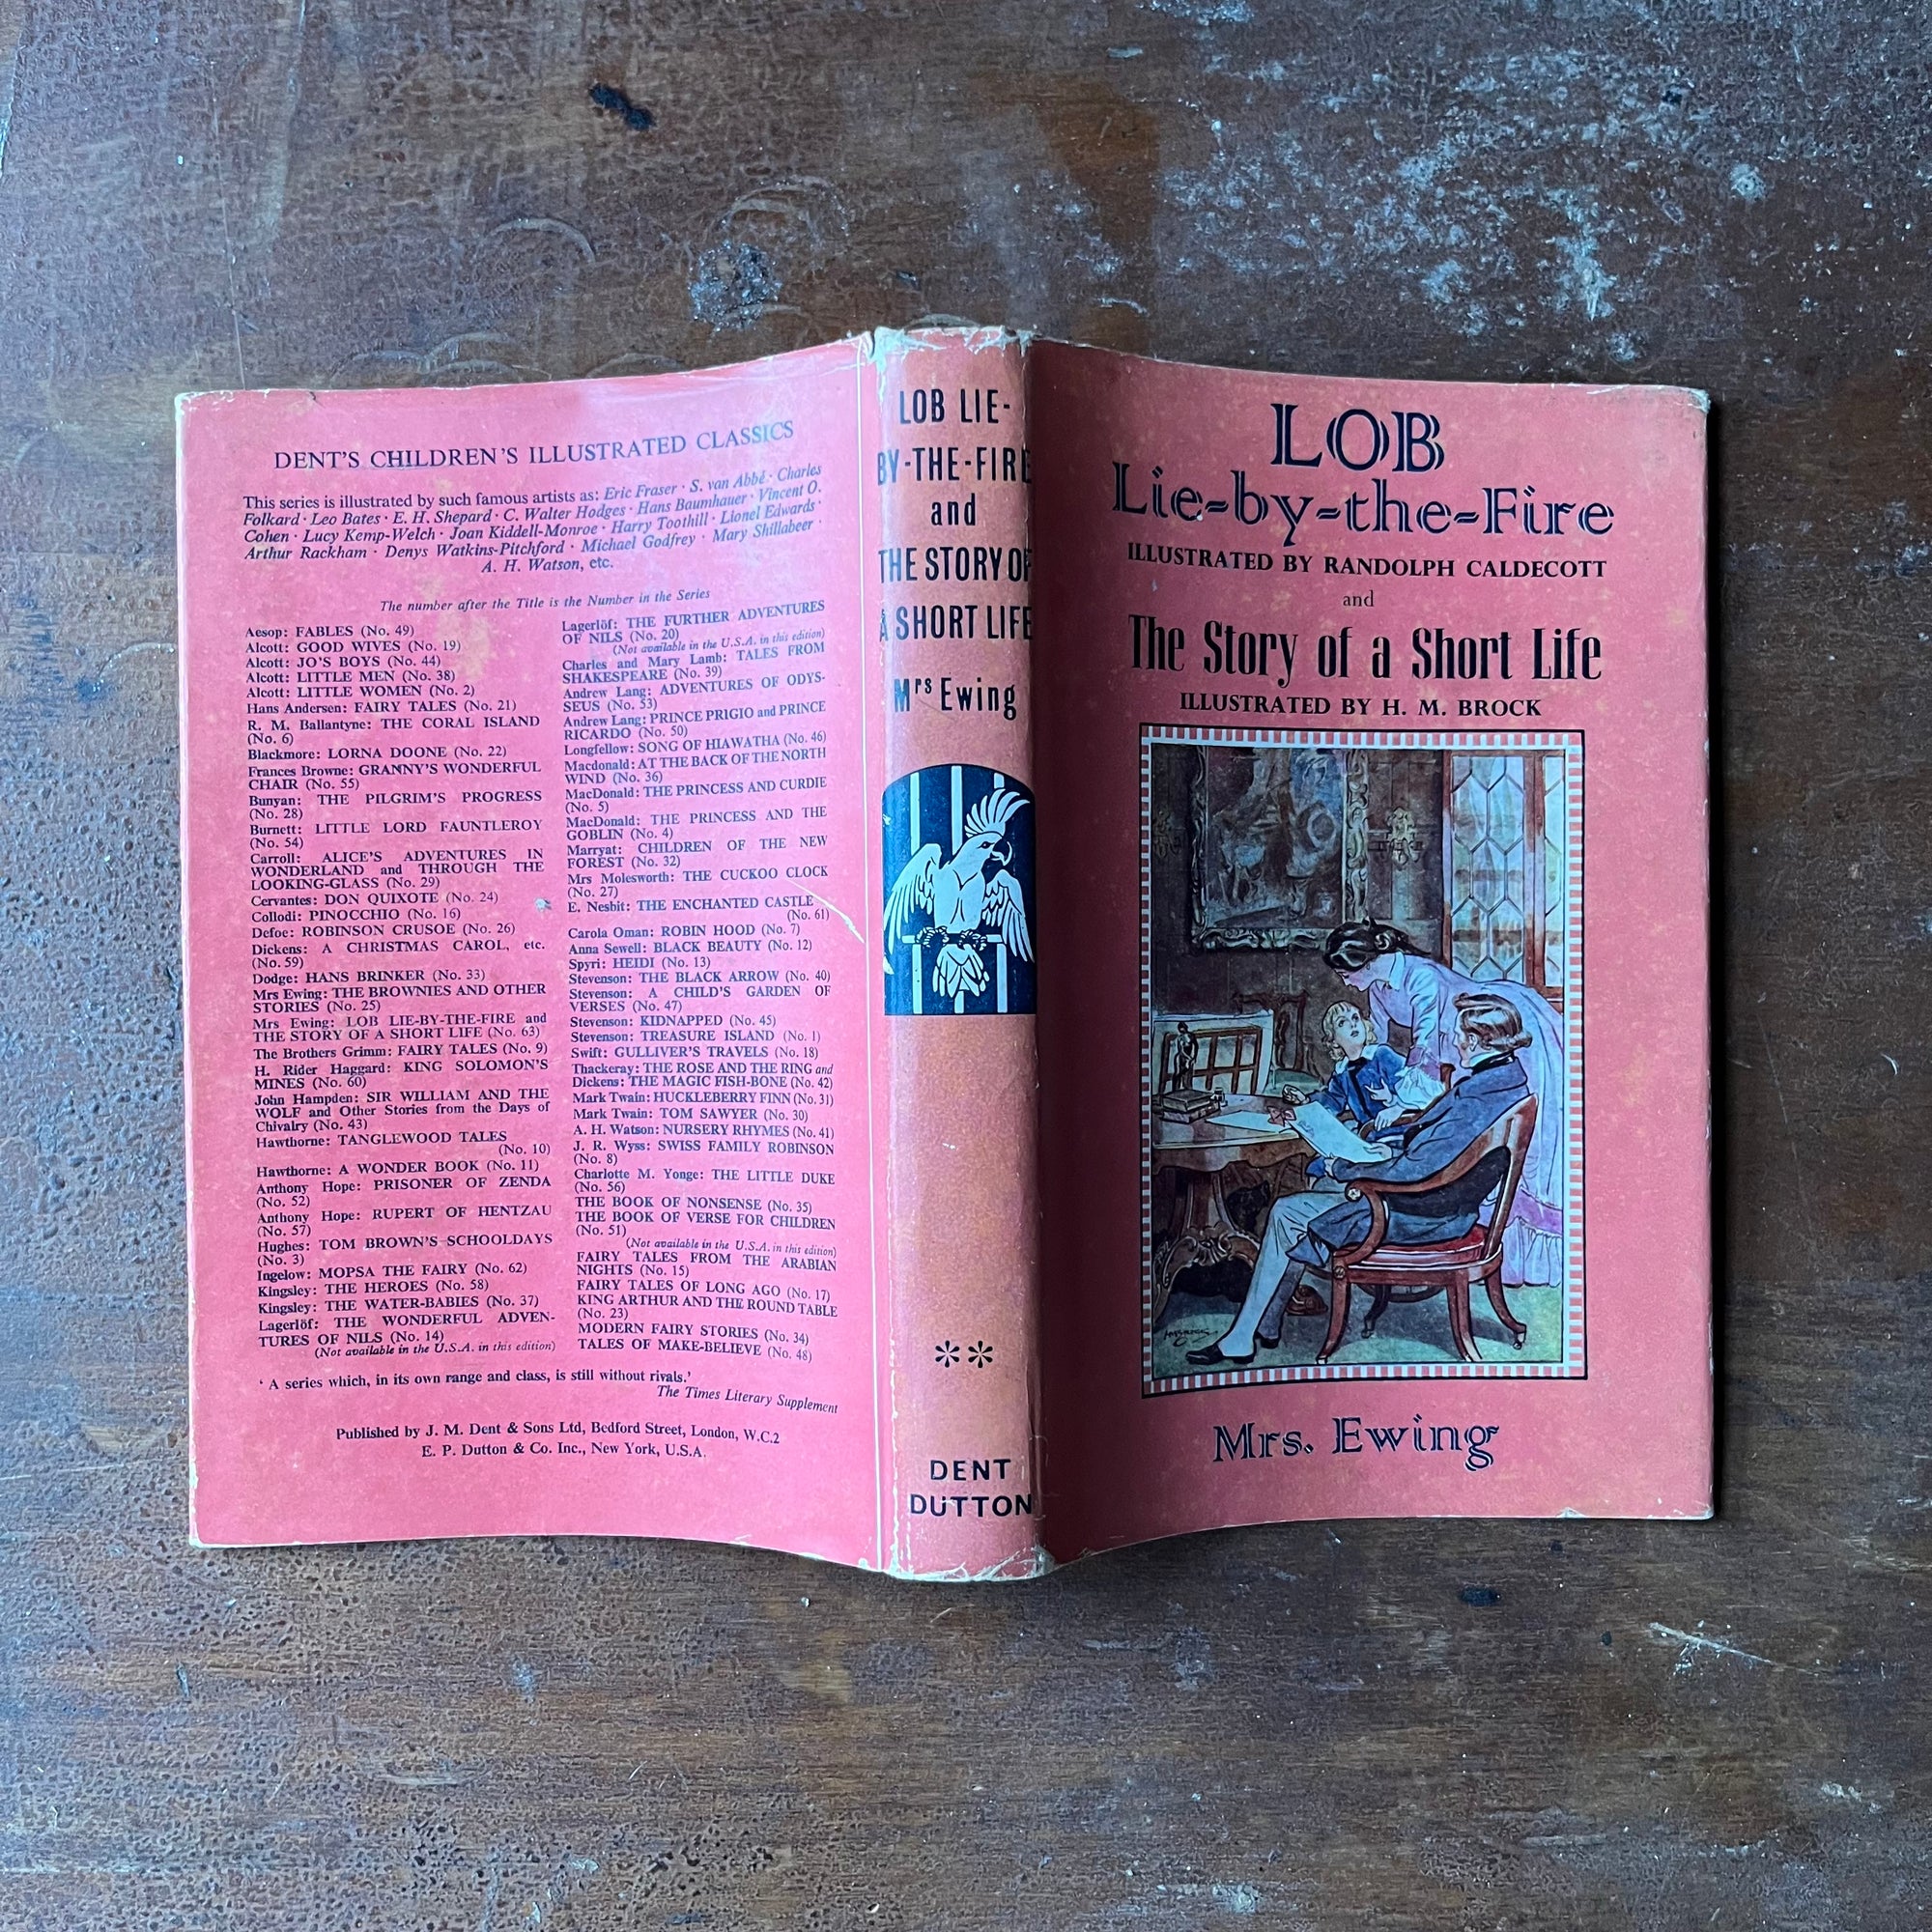 DENT'S CHILDREN'S ILLUSTRATED CLASSICS
This series is illustrated by such famous artists as: Eric Fraser · S. van Abbé · Charles
Folkard · Leo Bates · E. H. Shepard · C. Walter Hodges · Hans Baumhauer · Vincent O.
Cohen · Lucy Kemp-Welch · Joan Kiddell-Monroe · Harry Toothill · Lionel Edwards ·
Arthur Rackham · Denys Watkins-Pitchford · Michael Godfrey · Mary Shillabeer ·
A. H. Watson, etc.
The number after the Title is the Number in the Series
Aesop: FABLES (No. 49)
Alcott: GOOD WIVES (No. 19)
Alcott: JO'S BOYS (No. 44)
Alcott: LITTLE MEN (No. 38)
Alcott: LITTLE WOMEN (No. 2)
Hans Andersen: FAIRY TALES (No. 21)
R. M. Ballantyne: THE CORAL ISLAND
(No. 6)
Blackmore: LORNA DOONE (No. 22)
Frances Browne: GRANNY'S WONDERFUL
CHAIR (No. 55)
Bunyan: THE PILGRIM'S PROGRESS
(No. 28)
Burnett: LITTLE LORD FAUNTLEROY
(No. 54)
Carroll: ALICE'S ADVENTURES IN
WONDERLAND and THROUGH THE
LOOKING-GLASS (No. 29)
Cervantes: DON QUIXOTE (No. 24)
Collodi: PINOCCHIO (No. 16)
Defoe: ROBINSON CRUSOE (No. 26)
Dickens: A CHRISTMAS CAROL, etc.
(No. 59)
Dodge: HANS BRINKER (No. 33)
Mrs Ewing: THE BROWNIES AND OTHER
STORIES (No. 25)
Mrs Ewing: LOB LIE-BY-THE-FIRE and
THE STORY OF A SHORT LIFE (No. 63)
The Brothers Grimm: FAIRY TALES (No. 9)
H. Rider Haggard: KING SOLOMON'S
MINES (No. 60)
John Hampden: SIR WILLIAM AND THE
WOLF and Other Stories from the Days of
Chivalry (No. 43)
Hawthorne: TANGLEWOOD TALES
(No. 10)
Hawthorne: A WONDER BOOK (No. 11)
Anthony Hope: PRISONER OF ZENDA
(No. 52)
Anthony Hope: RUPERT OF HENTZAU
(No. 57)
Hughes: TOM BROWN'S SCHOOLDAYS
(No. 3)
Ingelow: MOPSA THE FAIRY (No. 62)
Kingsley: THE HEROES (No. 58)
Kingsley: THE WATER-BABIES (No. 37)
Lagerlöf: THE WONDERFUL ADVEN-
TURES OF NILS (No. 14)
(Not available in the U.S.A. in this edition)
Lagerlöf: THE FURTHER ADVENTURES
OF NILS (No. 20)
(Not available in the U.S.A. in this edition)
Charles and Mary Lamb: TALES FROM
SHAKESPEARE (No. 39)
Andrew Lang: ADVENTURES OF ODYS-
SEUS (No. 53)
Andrew Lang: PRINCE PRIGIO and PRINCE
RICARDO (No. 50)
Longfellow: SONG OF HIAWATHA (No. 46)
Macdonald: AT THE BACK OF THE NORTH
WIND (No. 36)
MacDonald: THE PRINCESS AND CURDIE
(No. 5)
MacDonald: THE PRINCESS AND THE
GOBLIN (No. 4)
Marryat: CHILDREN OF THE NEW
FOREST (No. 32)
Mrs Molesworth: THE CUCKOO CLOCK
(No. 27)
E. Nesbit: THE ENCHANTED CASTLE
(No. 61)
Carola Oman: ROBIN HOOD (No. 7)
Anna Sewell: BLACK BEAUTY (No. 12)
Spyri: HEIDI (No. 13)
Stevenson: THE BLACK ARROW (No. 40)
Stevenson: A CHILD'S GARDEN OF
VERSES (No. 47)
Stevenson: KIDNAPPED (No. 45)
Stevenson: TREASURE ISLAND (No. 1)
Swift: GULLIVER'S TRAVELS (No. 18)
Thackeray: THE ROSE AND THE RING and
Dickens: THE MAGIC FISH-BONE (No. 42)
Mark Twain: HUCKLEBERRY FINN (No. 31)
Mark Twain: TOM SAWYER (No. 30)
A. H. Watson: NURSERY RHYMES (No. 41)
J. R. Wyss: SWISS FAMILY ROBINSON
(No. 8)
Charlotte M. Yonge: THE LITTLE DUKE
(No. 56)
THE BOOK OF NONSENSE (No. 35)
THE BOOK OF VERSE FOR CHILDREN
(No. 51)
(Not available in the U.S.A. in this edition)
FAIRY TALES FROM THE ARABIAN
NIGHTS (No. 15)
FAIRY TALES OF LONG AGO (No. 17)
KING ARTHUR AND THE ROUND TABLE
(No. 23)
MODERN FAIRY STORIES (No. 34)
TALES OF MAKE-BELIEVE (No. 48)
'A series which, in its own range and class, is still without rivals.'
The Times Literary Supplement
Published by J. M. Dent & Sons Ltd, Bedford Street, London, W.C.2
E. P. Dutton & Co. Inc., New York, U.S.A.
LOB LIE-
BY-THE-FIRE
and
THE STORY OF
A SHORT LIFE
Mrs Ewing
**
DENT
DUTTON
LOB
Lie-by-the-Fire
ILLUSTRATED BY RANDOLPH CALDECOTT
and
The Story of a Short Life
ILLUSTRATED BY H. M. BROCK
Mrs. Ewing